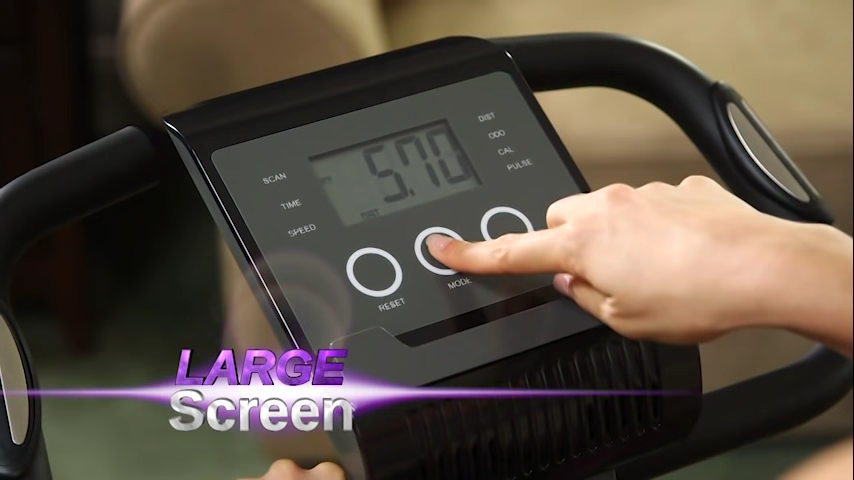 SCAN
TIME
SPEED
5.70
DIST
DIST
ODO
CAL
PULSE
RESET
MODE
LARGE
Screen